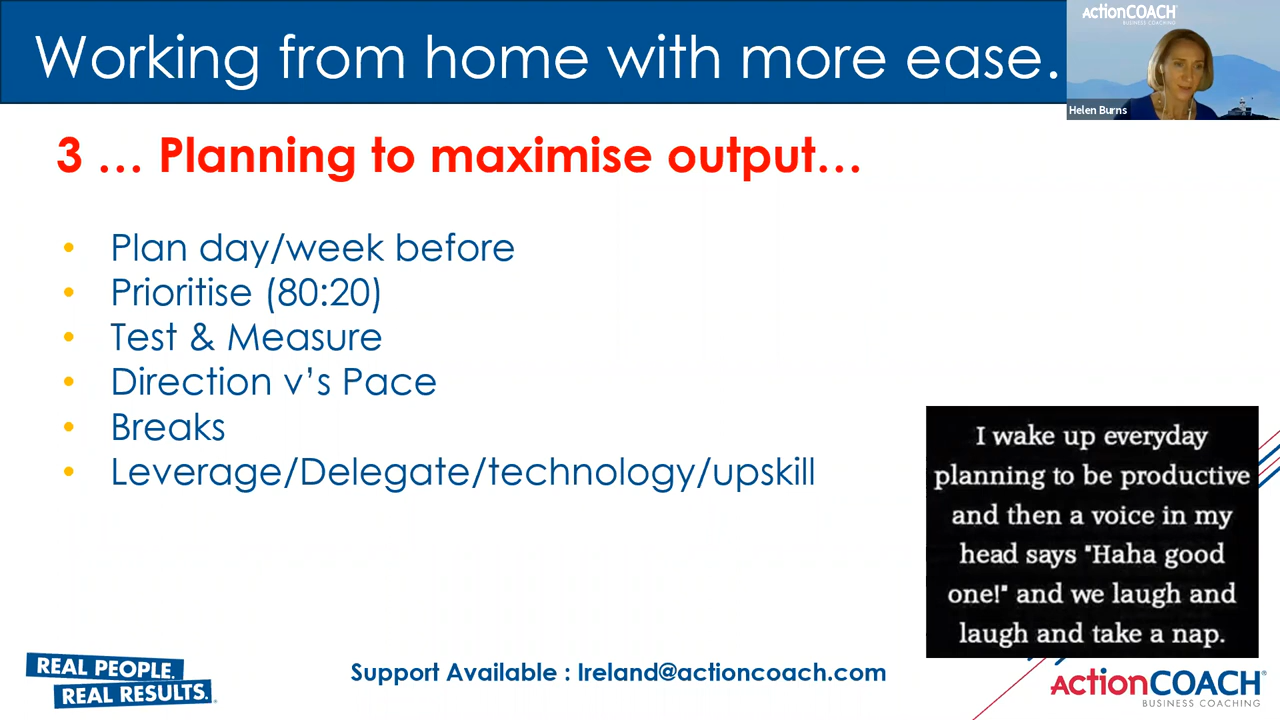 Working from home with more ease.
ActionCOACH
BUSINESS COACHING
Helen Burns
3 ... Planning to maximise output...
• Plan day/week before
• Prioritise (80:20)
• Test & Measure
• Direction v's Pace
• Breaks
• Leverage/Delegate/technology/upskill
I wake up everyday
planning to be productive
and then a voice in my
head says "Haha good
one!" and we laugh and
laugh and take a nap.
REAL PEOPLE.
REAL RESULTS.
Support Available : Ireland@actioncoach.com
ActionCOACH®
BUSINESS COACHING